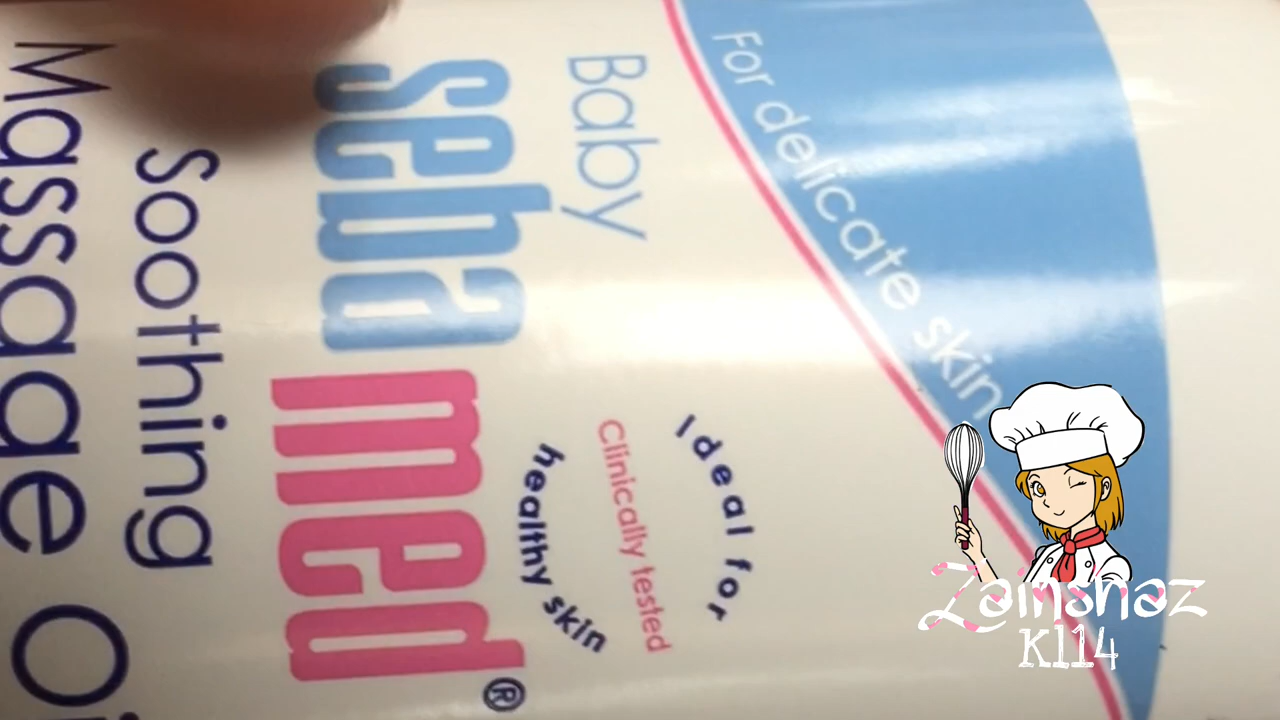 For delicate skin
Ideal for
Clinically tested
healthy skin
Baby
sebamed®
Soothing
Massage Oi
Zainshaz
K114